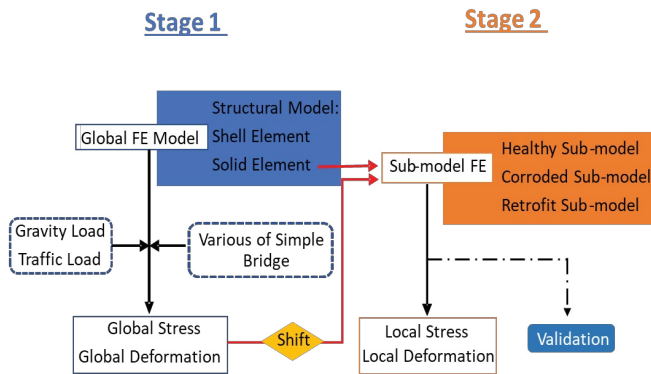 Stage 1
Stage 2
Structural Model:
Global FE Model
Shell Element
Solid Element
Sub-model FE
Healthy Sub-model
Corroded Sub-model
Retrofit Sub-model
Gravity Load
Traffic Load
Various of Simple
Bridge
Global Stress
Global Deformation
Shift
Local Stress
Local Deformation
Validation